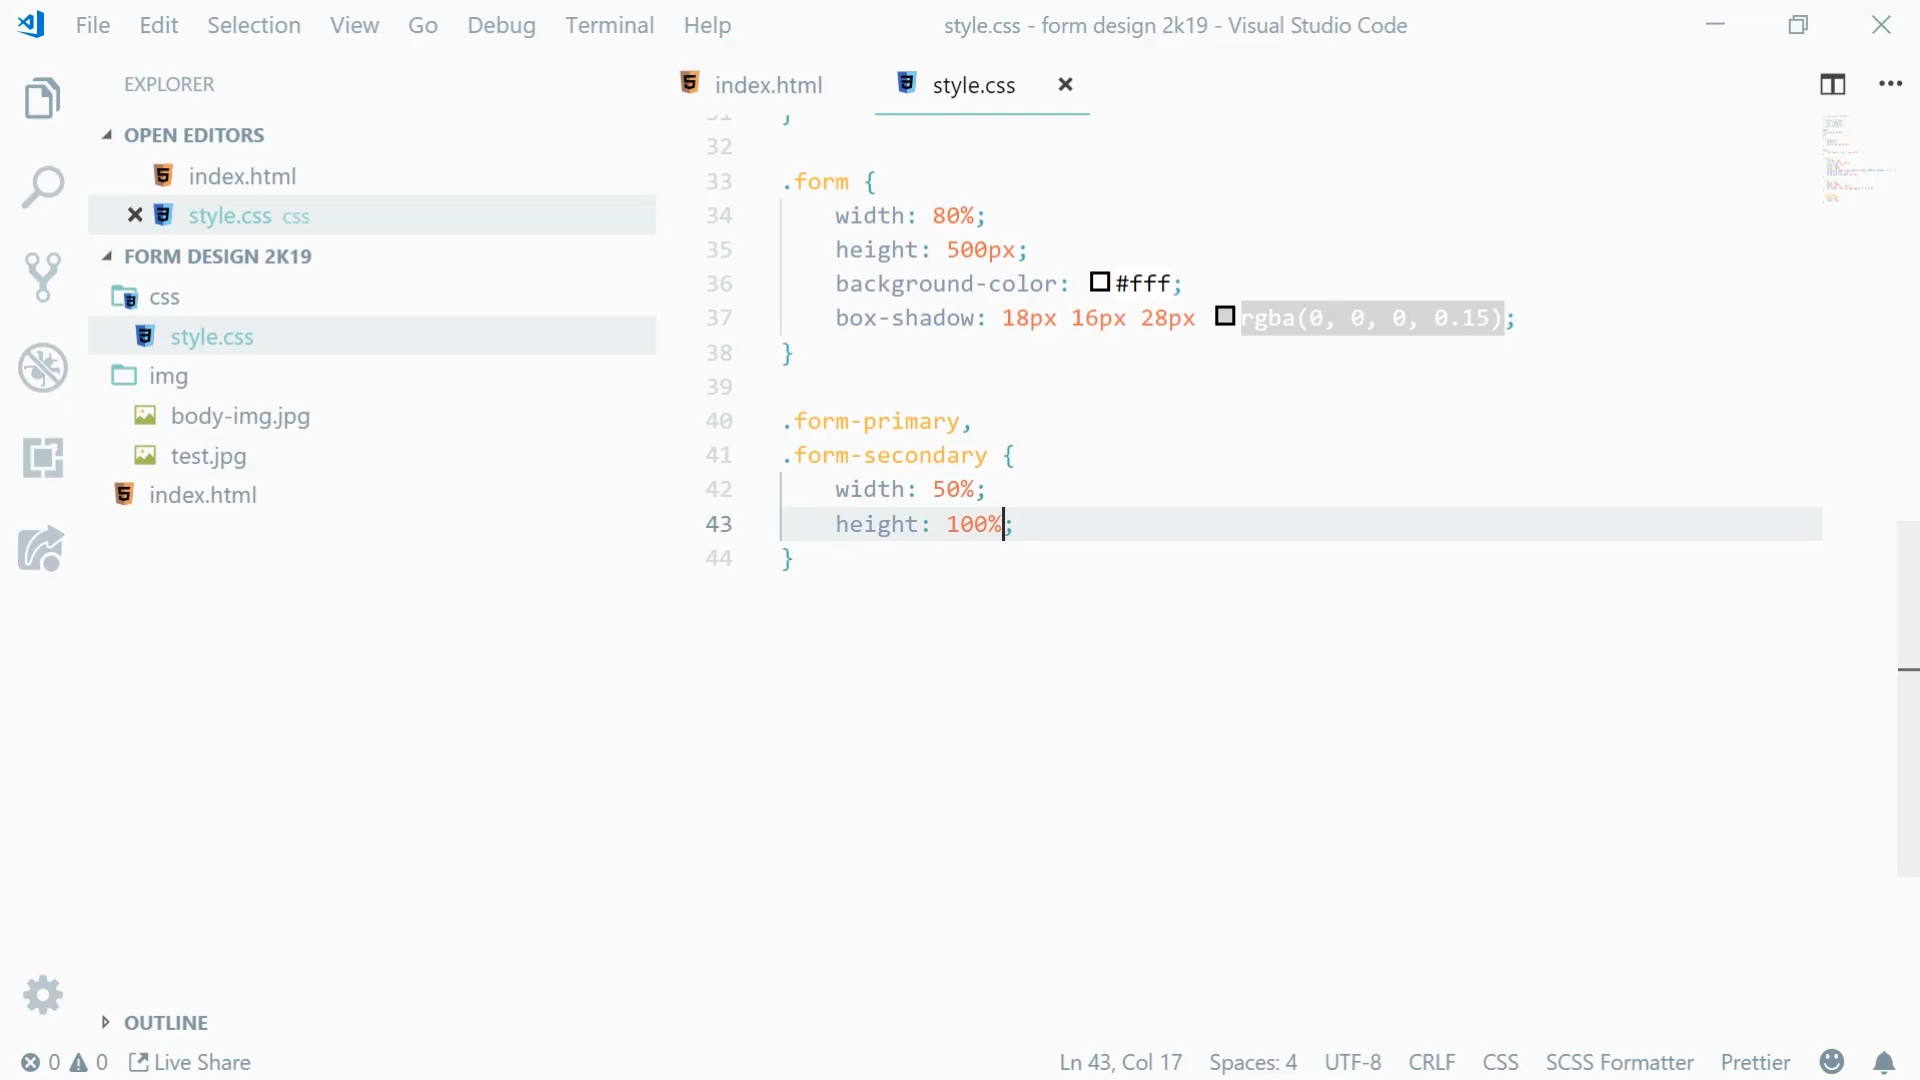 File Edit Selection View Go Debug Terminal Help
style.css - form design 2k19 - Visual Studio Code
EXPLORER
OPEN EDITORS
index.html
style.css css
FORM DESIGN 2K19
css
style.css
img
body-img.jpg
test.jpg
index.html
OUTLINE
index.html
style.css
31 }
32
33 .form {
34 width: 80%;
35 height: 500px;
36 background-color: #fff;
37 box-shadow: 18px 16px 28px rgba(0, 0, 0, 0.15);
38 }
39
40 .form-primary,
41 .form-secondary {
42 width: 50%;
43 height: 100%;
44 }
0 0 Live Share
Ln 43, Col 17 Spaces: 4 UTF-8 CRLF CSS SCSS Formatter Prettier